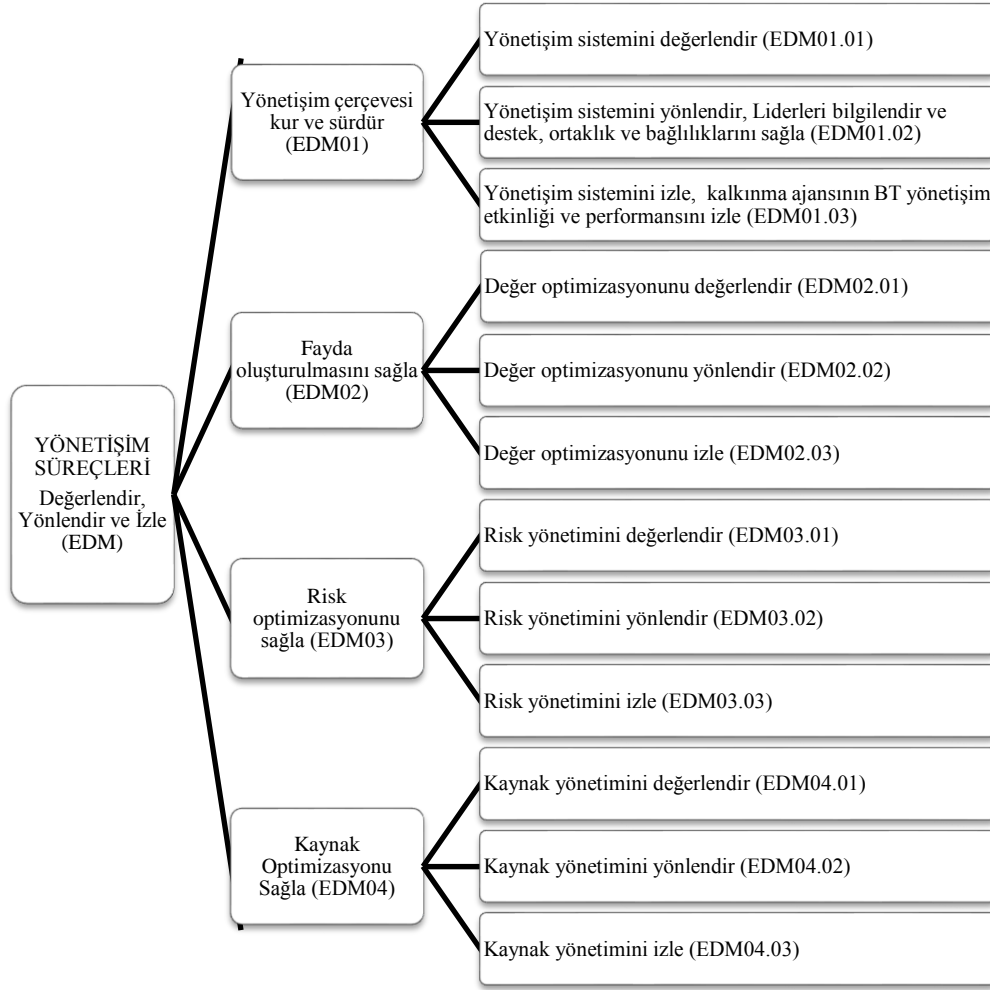 YÖNETİŞİM
SÜREÇLERİ
Değerlendir,
Yönlendir ve İzle
(EDM)
Yönetişim çerçevesi
kur ve sürdür
(EDM01)
Yönetişim sistemini değerlendir (EDM01.01)
Yönetişim sistemini yönlendir, Liderleri bilgilendir ve
destek, ortaklık ve bağlılıklarını sağla (EDM01.02)
Yönetişim sistemini izle, kalkınma ajansının BT yönetişim
etkinliği ve performansını izle (EDM01.03)
Fayda
oluşturulmasını sağla
(EDM02)
Değer optimizasyonunu değerlendir (EDM02.01)
Değer optimizasyonunu yönlendir (EDM02.02)
Değer optimizasyonunu izle (EDM02.03)
Risk
optimizasyonunu
sağla (EDM03)
Risk yönetimini değerlendir (EDM03.01)
Risk yönetimini yönlendir (EDM03.02)
Risk yönetimini izle (EDM03.03)
Kaynak
Optimizasyonu
Sağla (EDM04)
Kaynak yönetimini değerlendir (EDM04.01)
Kaynak yönetimini yönlendir (EDM04.02)
Kaynak yönetimini izle (EDM04.03)